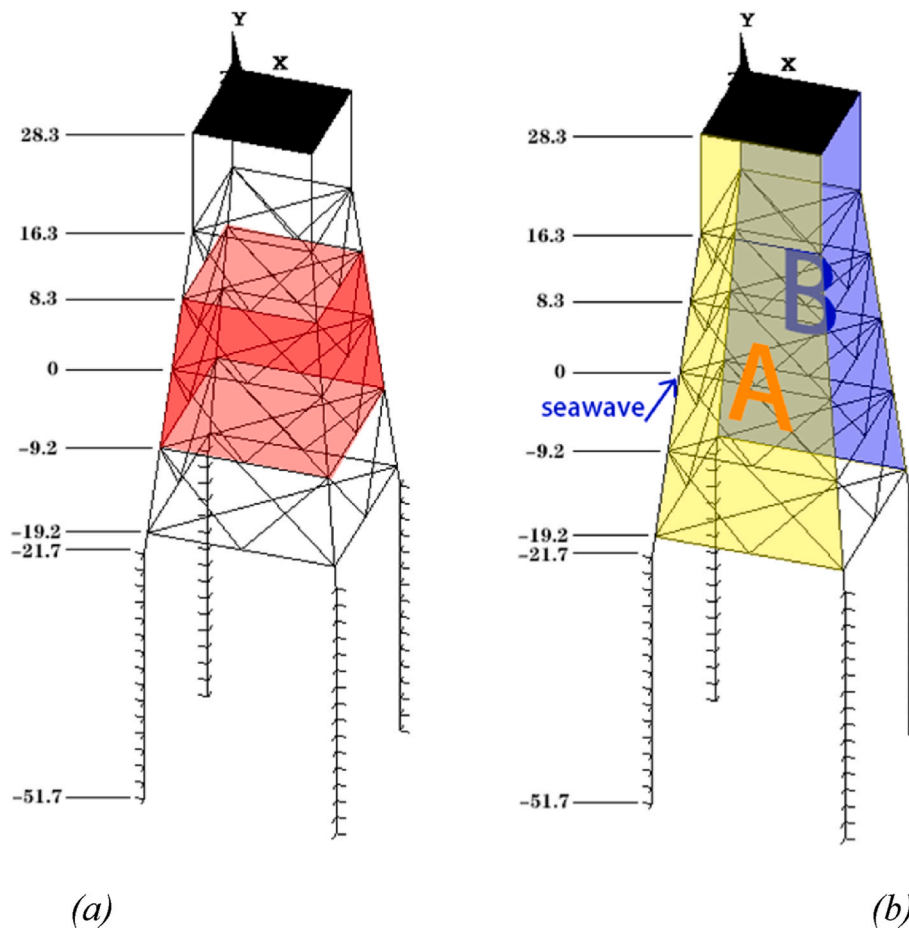 Y
X
28.3
16.3
8.3
0
-9.2
-19.2
-21.7
-51.7
(a)
Y
X
28.3
16.3
8.3
0
seawave
-9.2
-19.2
-21.7
-51.7
A
B
(b)